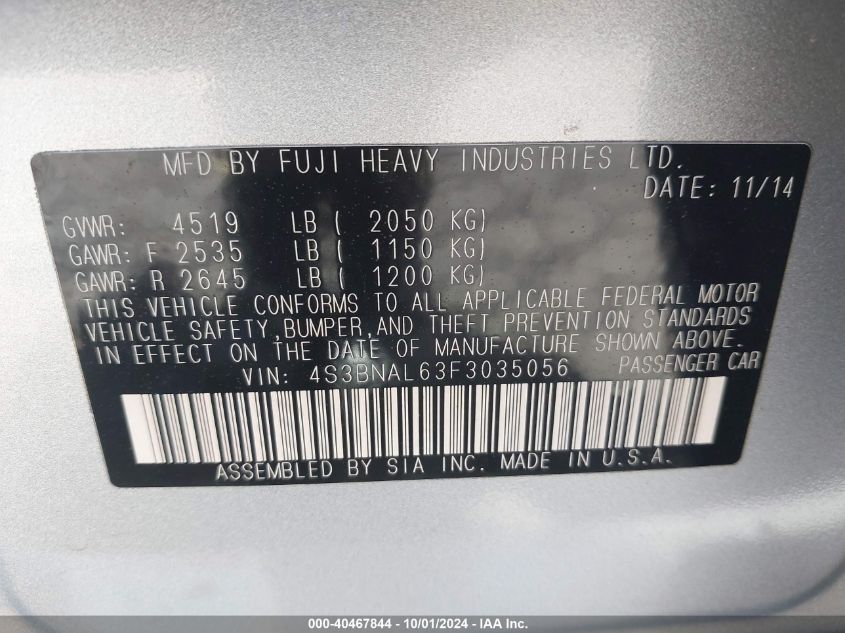 MFD BY FUJI HEAVY INDUSTRIES LTD.
DATE: 11/14
GVWR: 4519 LB ( 2050 KG)
GAWR: F 2535 LB ( 1150 KG)
GAWR: R 2645 LB ( 1200 KG)
THIS VEHICLE CONFORMS TO ALL APPLICABLE FEDERAL MOTOR
VEHICLE SAFETY, BUMPER, AND THEFT PREVENTION STANDARDS
IN EFFECT ON THE DATE OF MANUFACTURE SHOWN ABOVE.
VIN: 4S3BNAL63F3035056 PASSENGER CAR
ASSEMBLED BY SIA INC. MADE IN U.S.A.
000-40467844 - 10/01/2024 - IAA Inc.